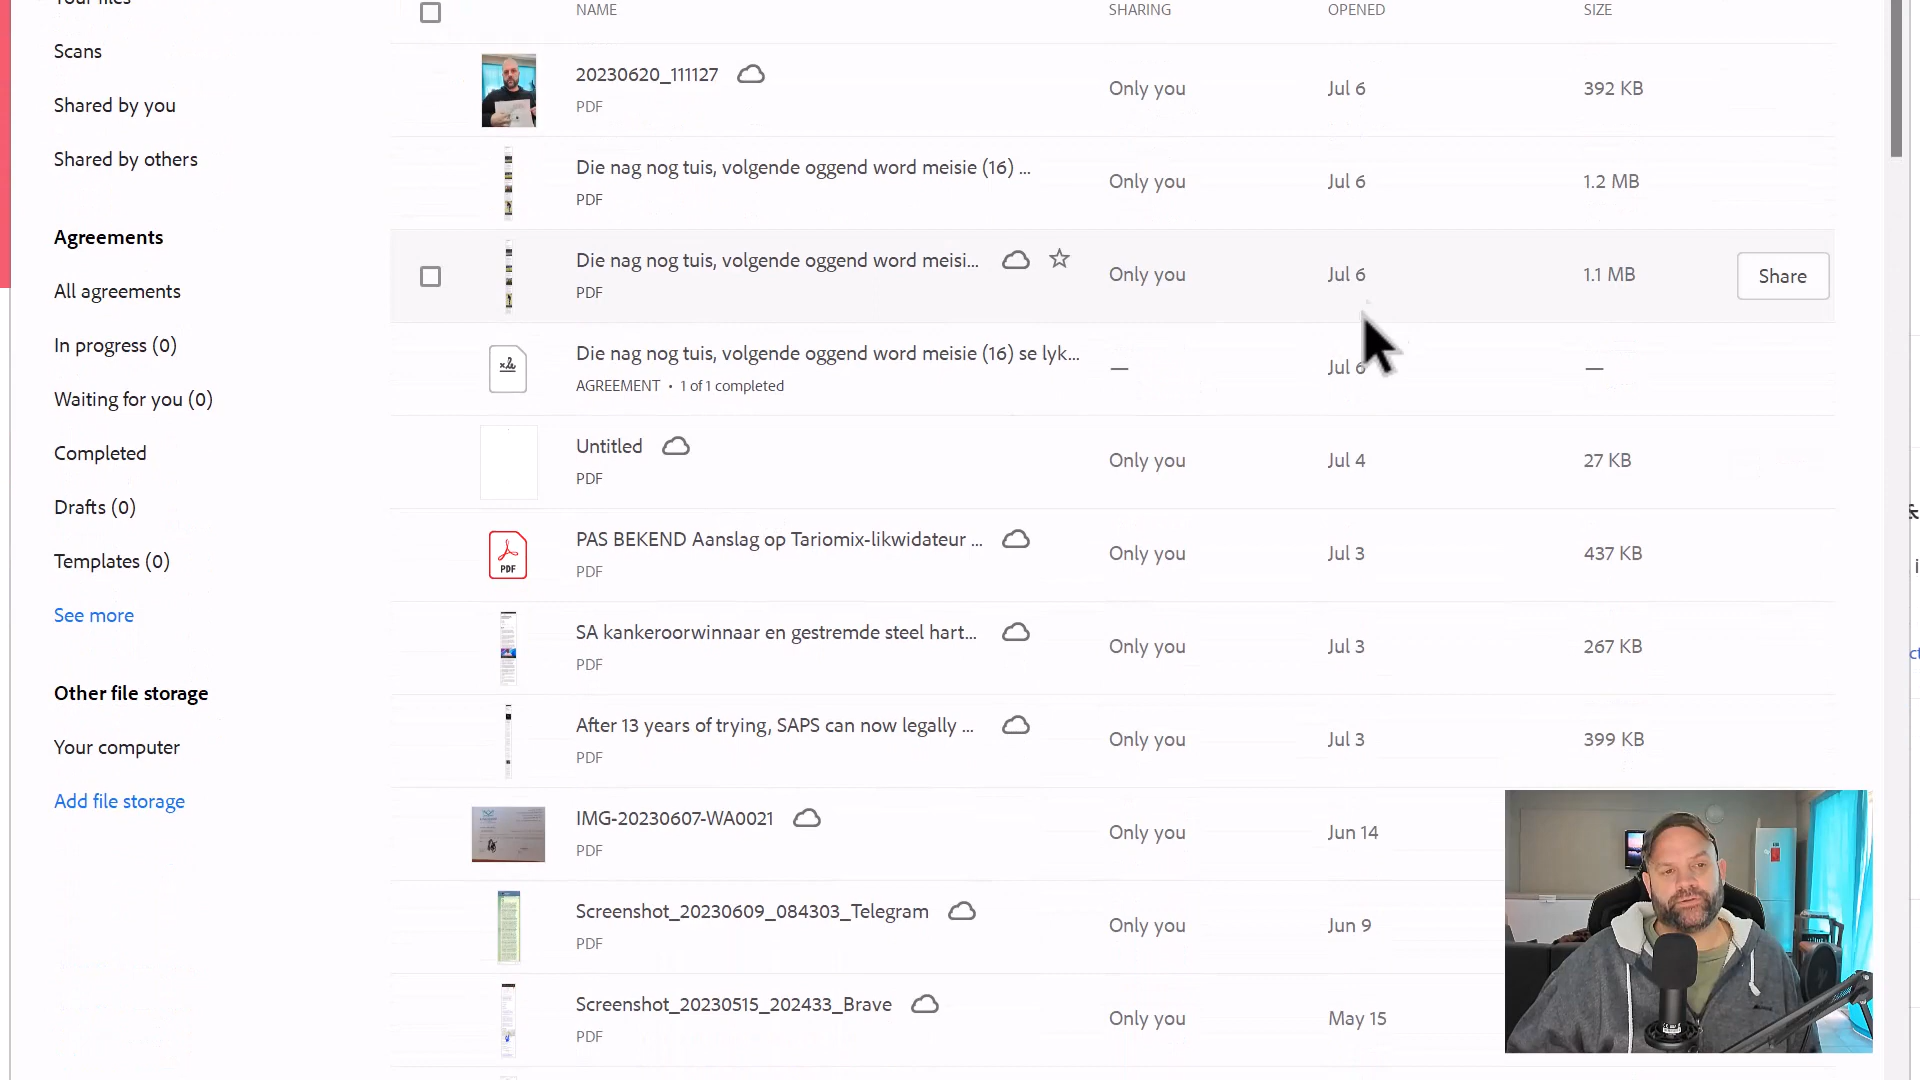 NAME SHARING OPENED SIZE
Scans
Shared by you
Shared by others
Agreements
All agreements
In progress (0)
Waiting for you (0)
Completed
Drafts (0)
Templates (0)
See more
Other file storage
Your computer
Add file storage
20230620_111127
PDF
Only you Jul 6 392 KB
Die nag nog tuis, volgende oggend word meisie (16) ...
PDF
Only you Jul 6 1.2 MB
Die nag nog tuis, volgende oggend word meisi...
PDF
Only you Jul 6 1.1 MB Share
Die nag nog tuis, volgende oggend word meisie (16) se lyk...
AGREEMENT • 1 of 1 completed
— Jul 6 —
Untitled
PDF
Only you Jul 4 27 KB
PDF
PAS BEKEND Aanslag op Tariomix-likwidateur ...
PDF
Only you Jul 3 437 KB
SA kankeroorwinnaar en gestremde steel hart...
PDF
Only you Jul 3 267 KB
After 13 years of trying, SAPS can now legally ...
PDF
Only you Jul 3 399 KB
IMG-20230607-WA0021
PDF
Only you Jun 14
Screenshot_20230609_084303_Telegram
PDF
Only you Jun 9
Screenshot_20230515_202433_Brave
PDF
Only you May 15